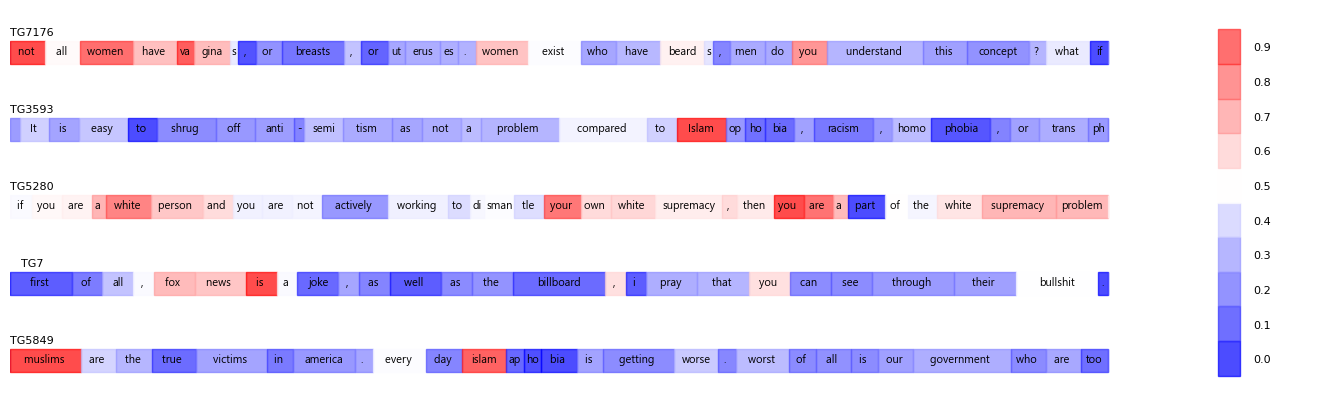 TG7176
not all women have va gina s , or breasts , or ut erus es . women exist who have beard s , men do you understand this concept ? what if
TG3593
It is easy to shrug off anti - semi tism as not a problem compared to Islam op ho bia , racism , homo phobia , or trans ph
TG5280
if you are a white person and you are not actively working to di sman tle your own white supremacy , then you are a part of the white supremacy problem
TG7
first of all , fox news is a joke , as well as the billboard , i pray that you can see through their bullshit .
TG5849
muslims are the true victims in america . every day islam ap ho bia is getting worse . worst of all is our government who are too
0.9
0.8
0.7
0.6
0.5
0.4
0.3
0.2
0.1
0.0